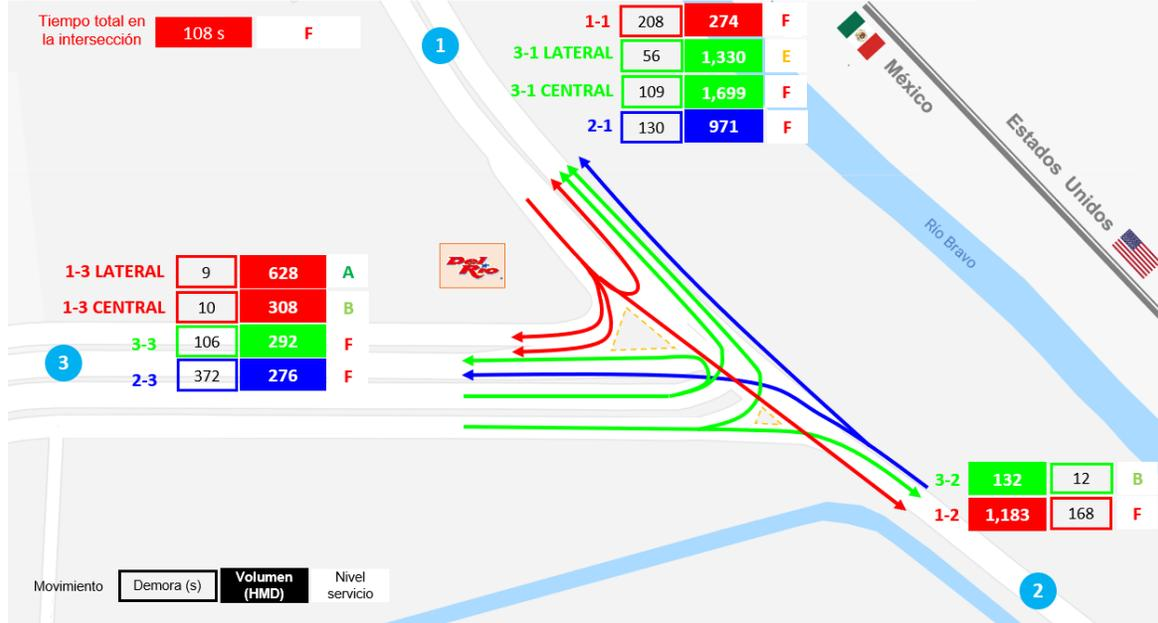 Tiempo total en
la intersección
108 s F
1
1-1 208 274 F
3-1 LATERAL 56 1,330 E
3-1 CENTRAL 109 1,699 F
2-1 130 971 F
México
Estados Unidos
Río Bravo
Del
Rio
1-3 LATERAL 9 628 A
1-3 CENTRAL 10 308 B
3-3 106 292 F
2-3 372 276 F
3
3-2 132 12 B
1-2 1,183 168 F
2
Movimiento
Demora (s)
Volumen
(HMD)
Nivel
servicio